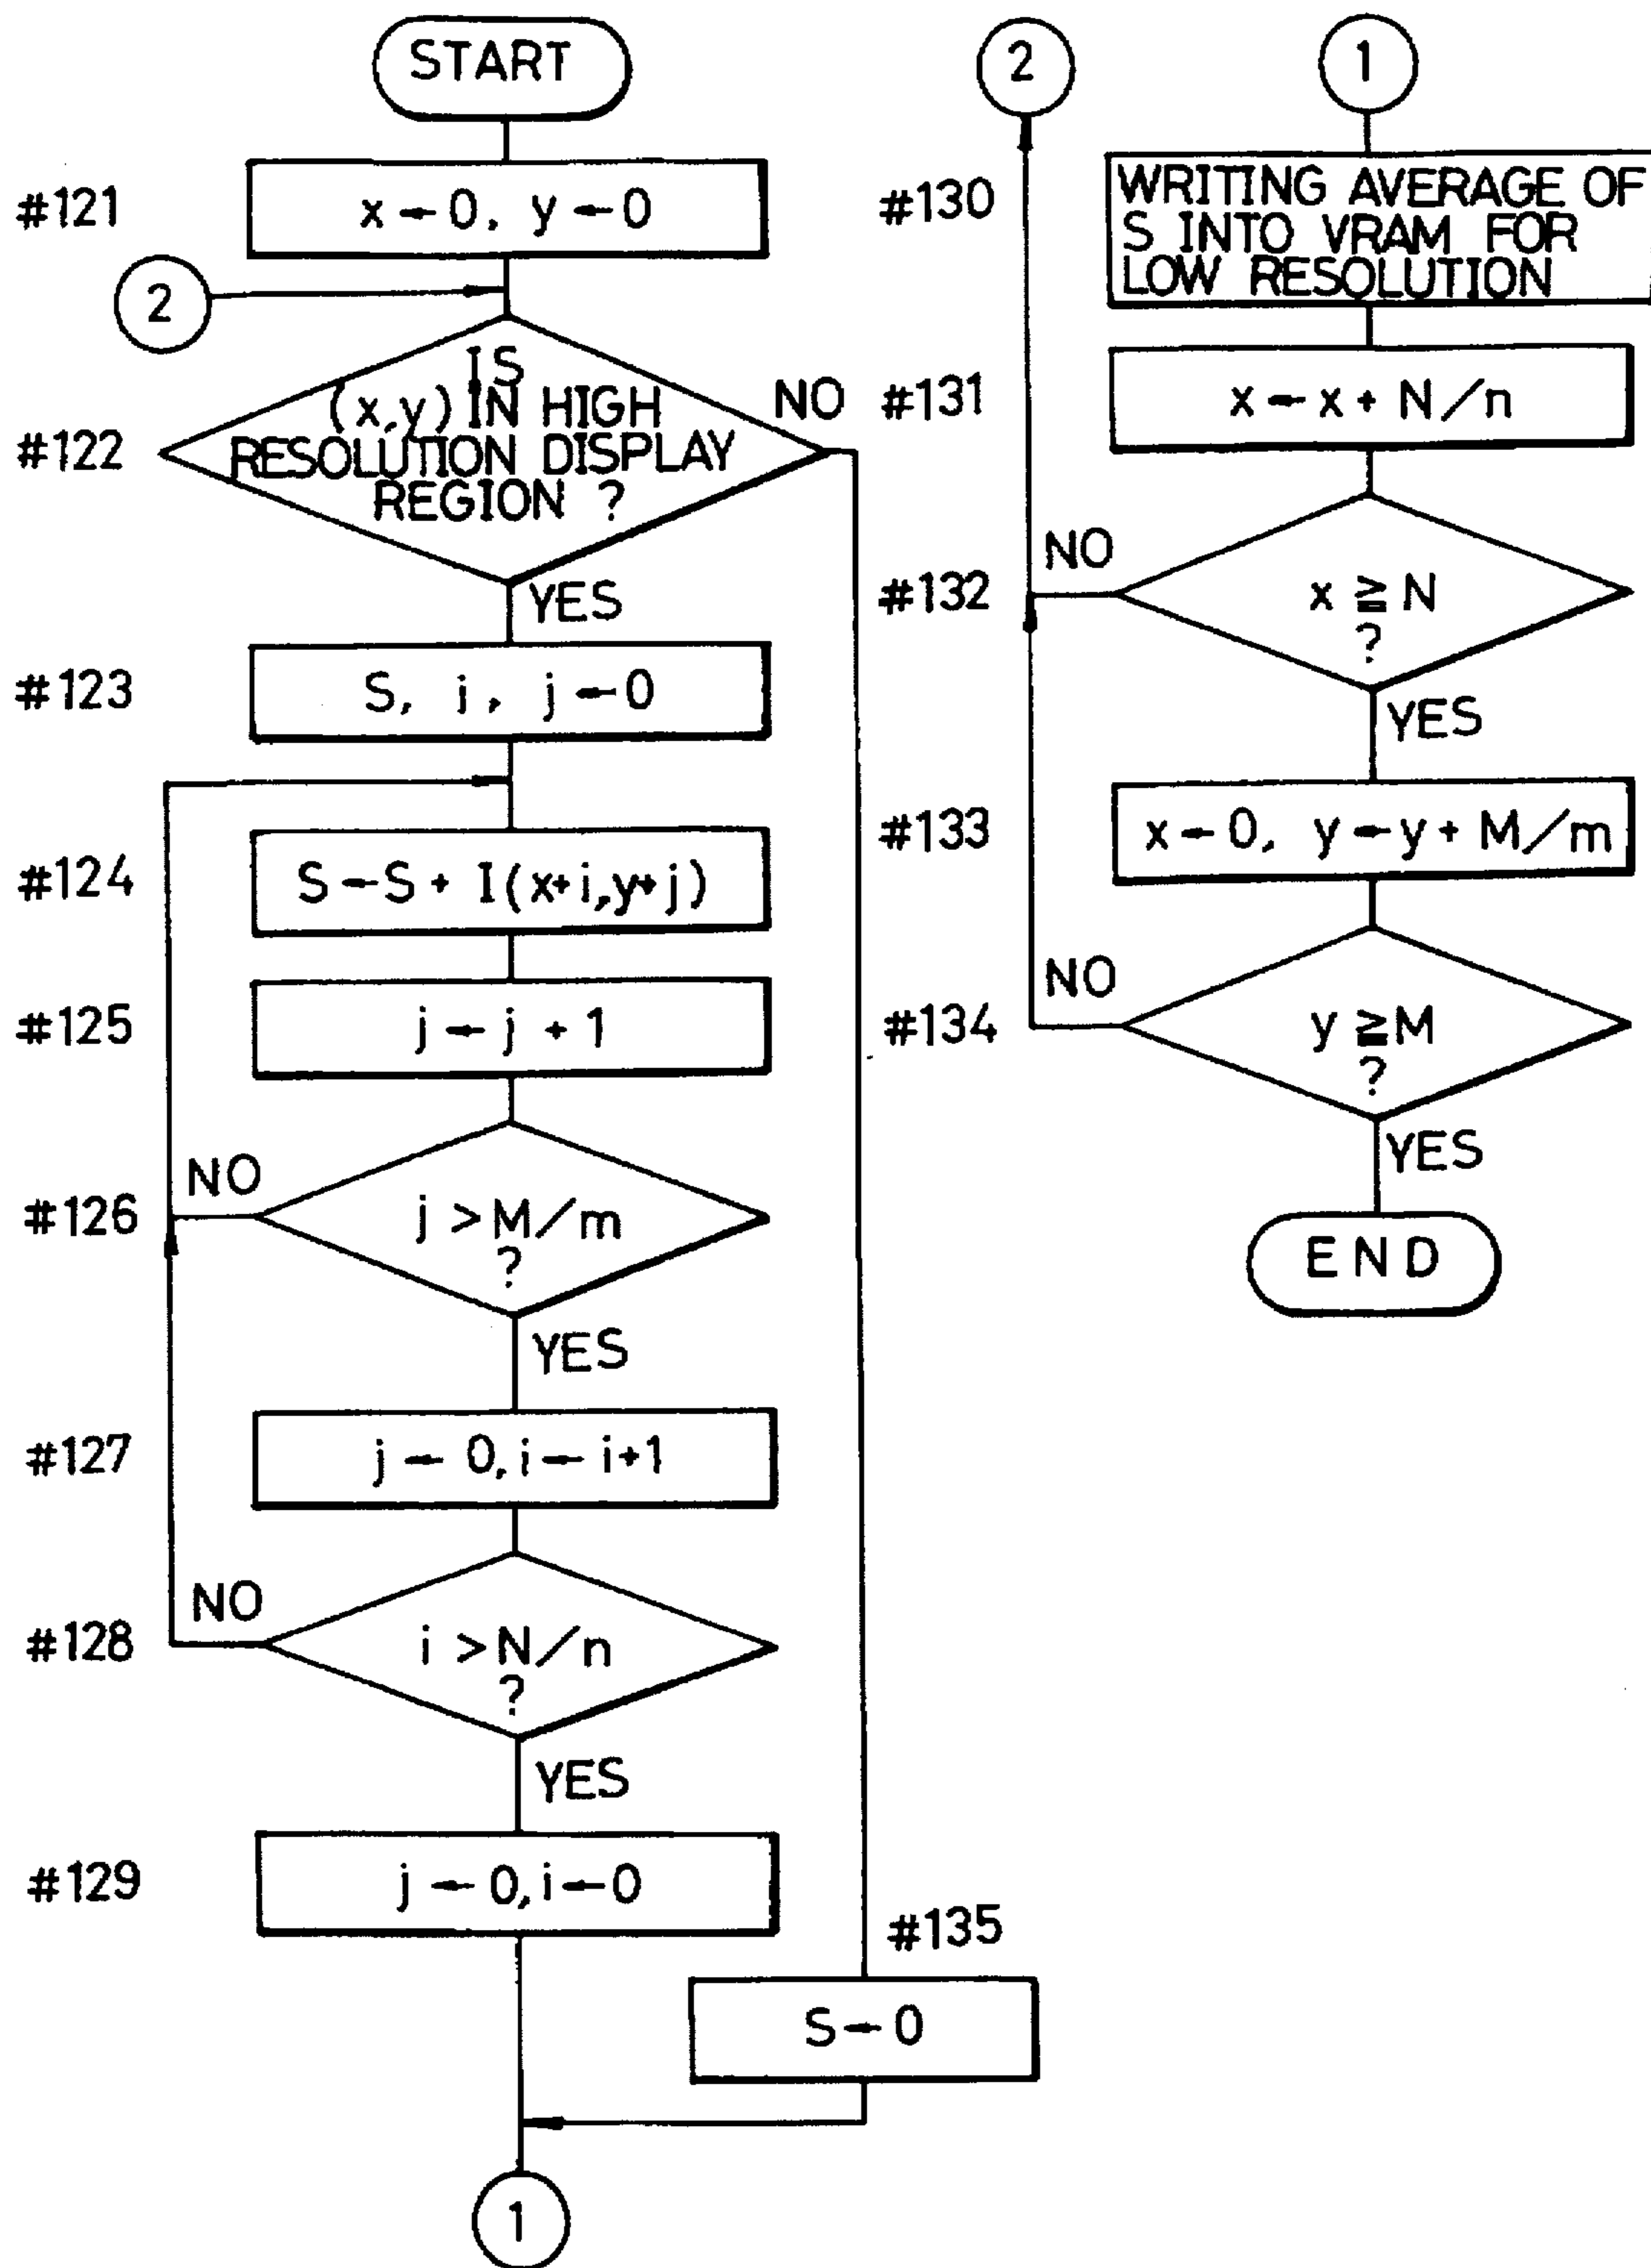 START
#121
x ← 0, y ← 0
2
#122
IS
(x,y) IN HIGH
RESOLUTION DISPLAY
REGION ?
NO
YES
#123
S, i, j ← 0
#124
S ← S + I(x+i,y+j)
#125
j ← j + 1
#126
NO
j > M/m
?
YES
#127
j ← 0, i ← i+1
#128
NO
i > N/n
?
YES
#129
j ← 0, i ← 0
#135
S ← 0
1
2
1
#130
WRITING AVERAGE OF
S INTO VRAM FOR
LOW RESOLUTION
#131
x ← x + N/n
#132
NO
x ≧ N
?
YES
#133
x ← 0, y ← y + M/m
#134
NO
y ≧ M
?
YES
END